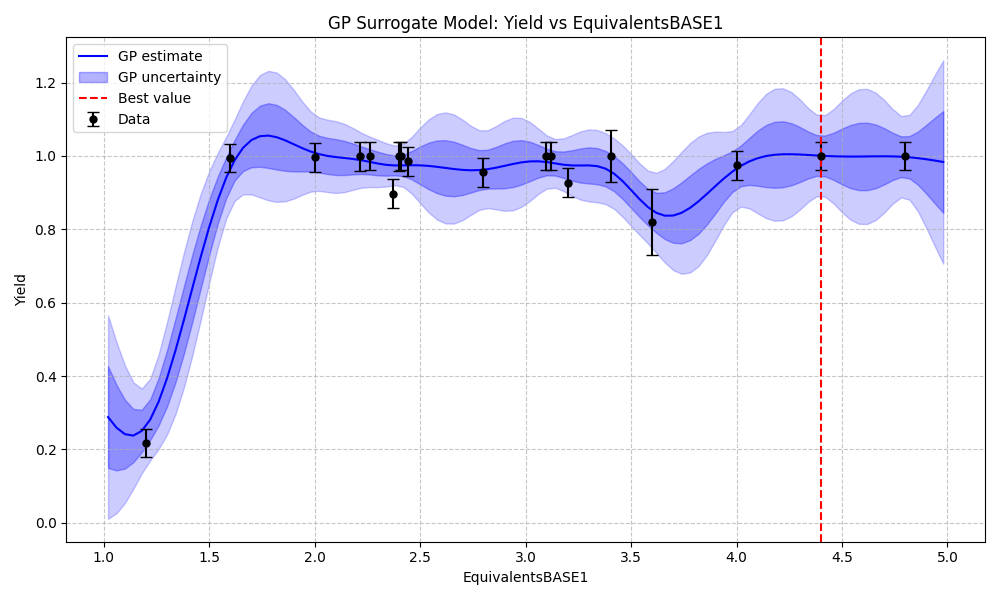 GP Surrogate Model: Yield vs EquivalentsBASE1
GP estimate
GP uncertainty
Best value
Data
Yield
1.2
1.0
0.8
0.6
0.4
0.2
0.0
1.0 1.5 2.0 2.5 3.0 3.5 4.0 4.5 5.0
EquivalentsBASE1